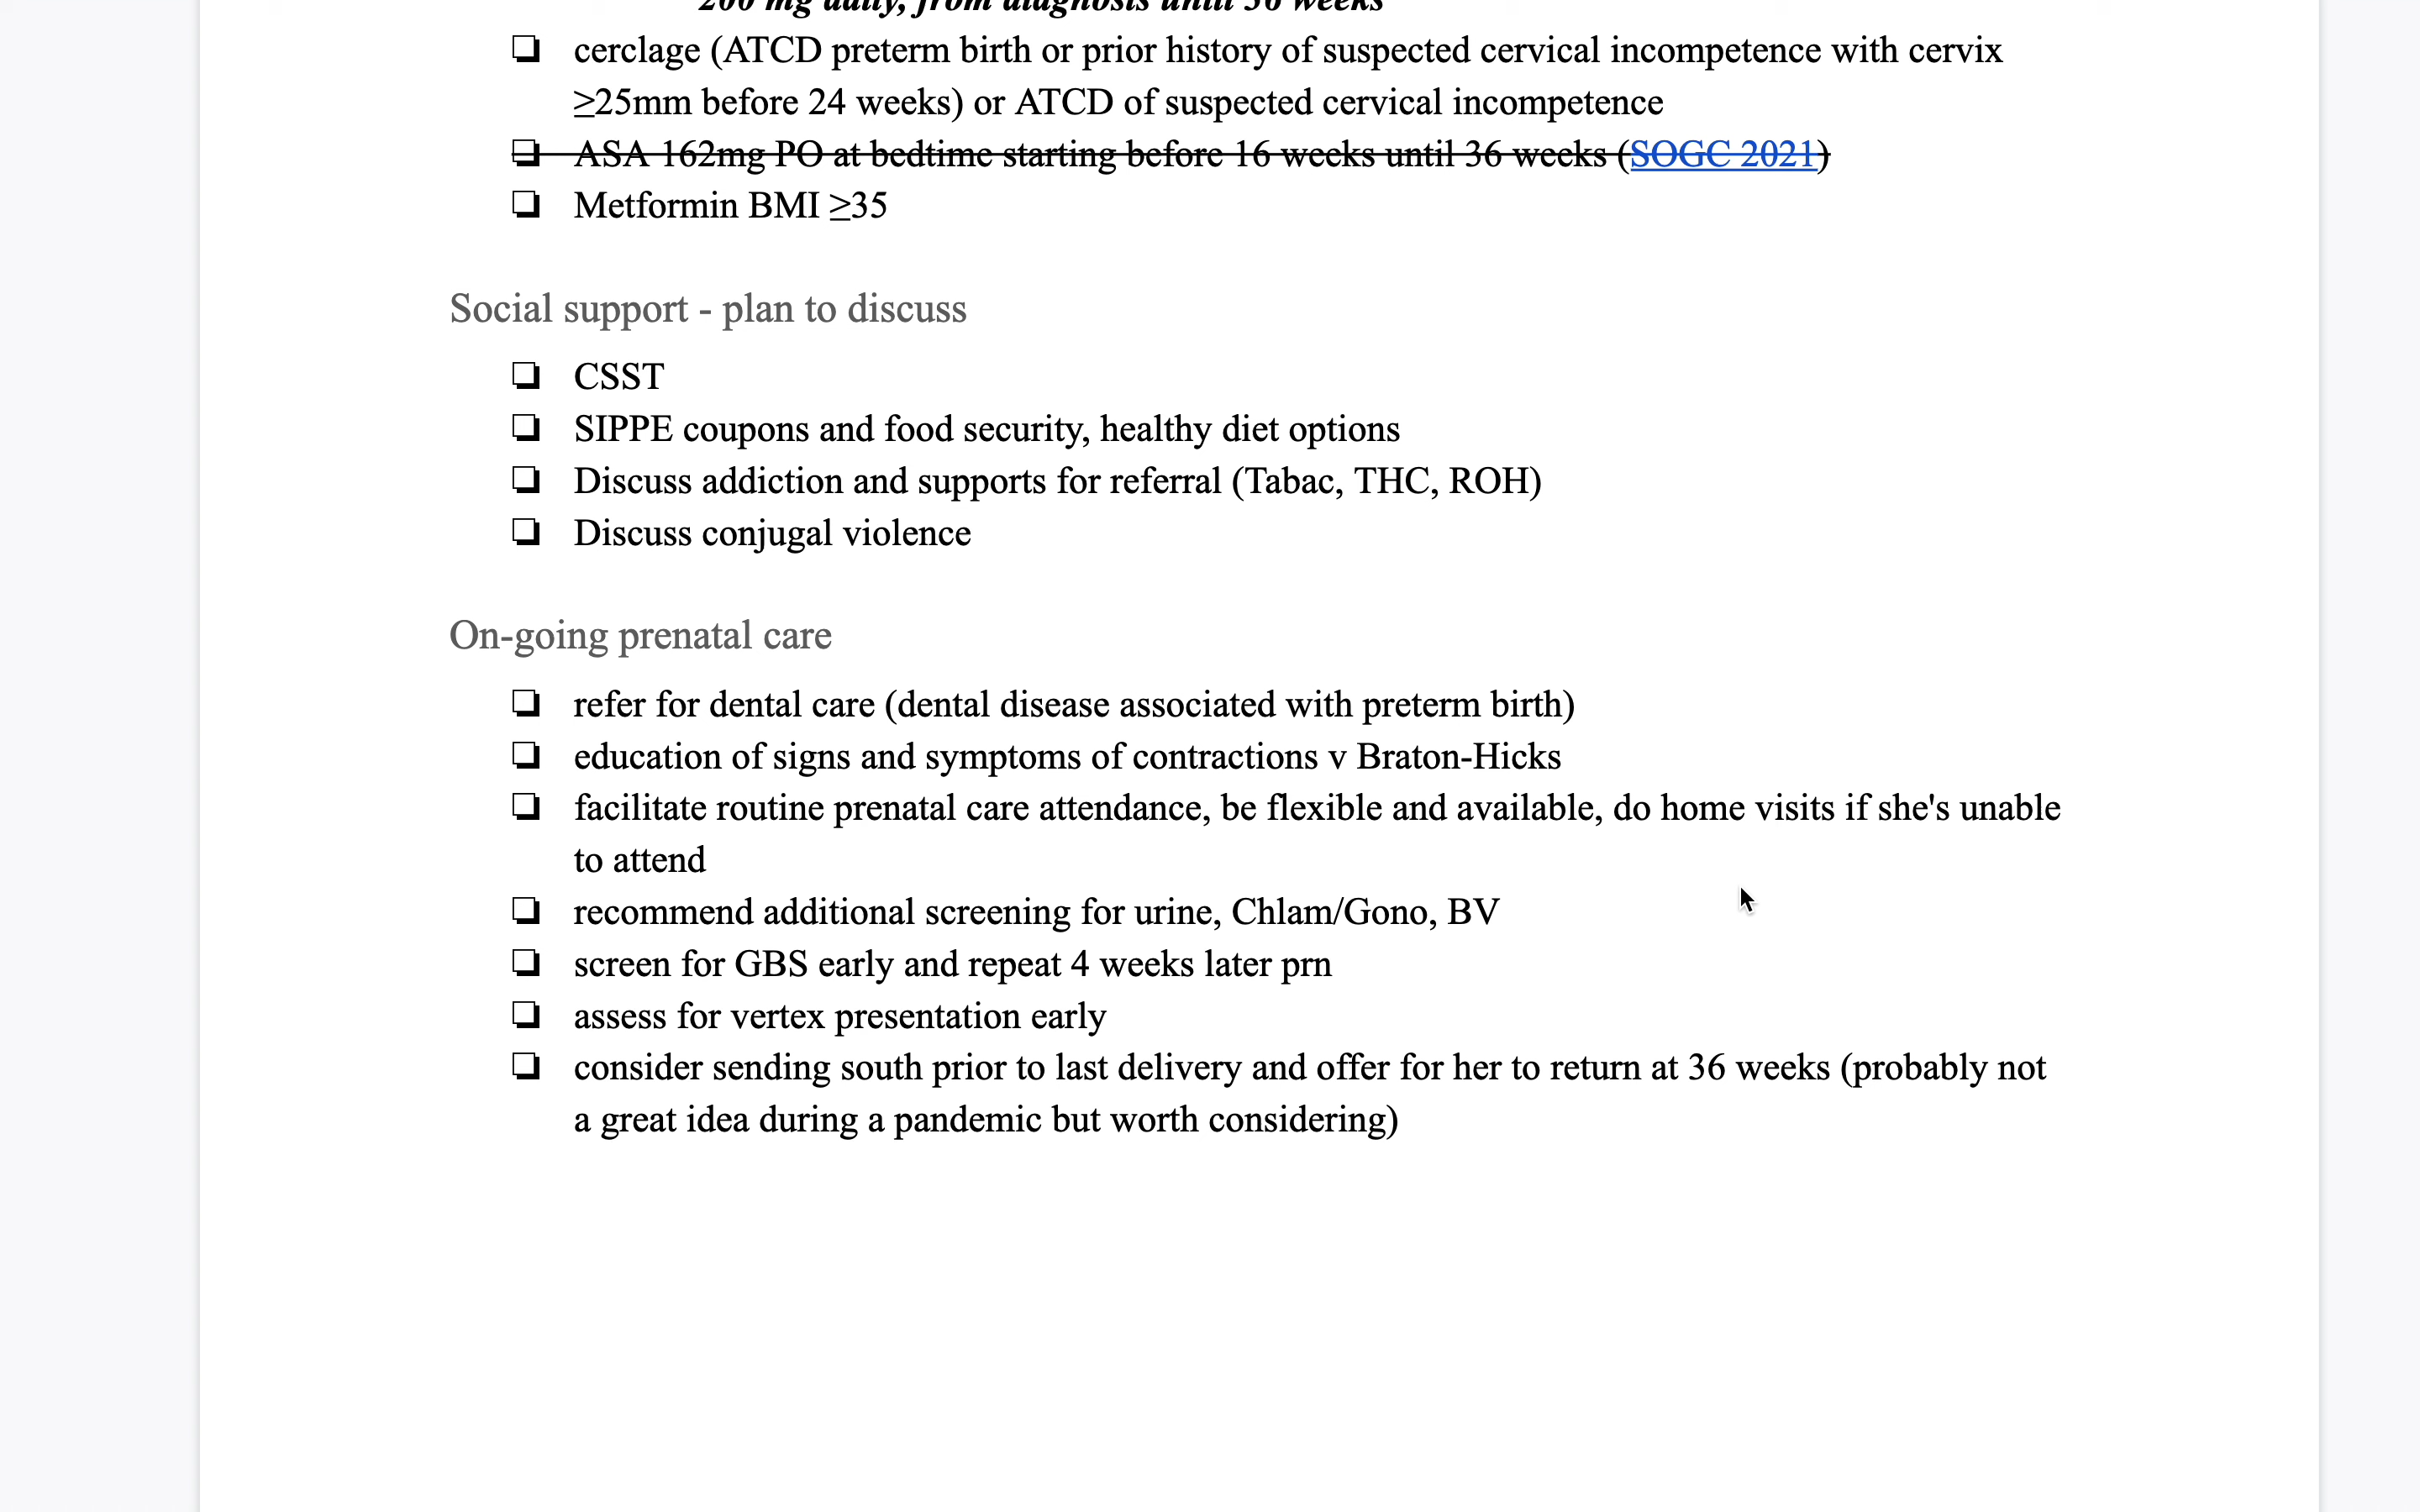 200 mg daily, from diagnosis until 36 weeks
❏ cerclage (ATCD preterm birth or prior history of suspected cervical incompetence with cervix
≥25mm before 24 weeks) or ATCD of suspected cervical incompetence
❏ ASA 162mg PO at bedtime starting before 16 weeks until 36 weeks (SOGC 2021)
❏ Metformin BMI ≥35
Social support - plan to discuss
❏ CSST
❏ SIPPE coupons and food security, healthy diet options
❏ Discuss addiction and supports for referral (Tabac, THC, ROH)
❏ Discuss conjugal violence
On-going prenatal care
❏ refer for dental care (dental disease associated with preterm birth)
❏ education of signs and symptoms of contractions v Braton-Hicks
❏ facilitate routine prenatal care attendance, be flexible and available, do home visits if she's unable
to attend
❏ recommend additional screening for urine, Chlam/Gono, BV
❏ screen for GBS early and repeat 4 weeks later prn
❏ assess for vertex presentation early
❏ consider sending south prior to last delivery and offer for her to return at 36 weeks (probably not
a great idea during a pandemic but worth considering)